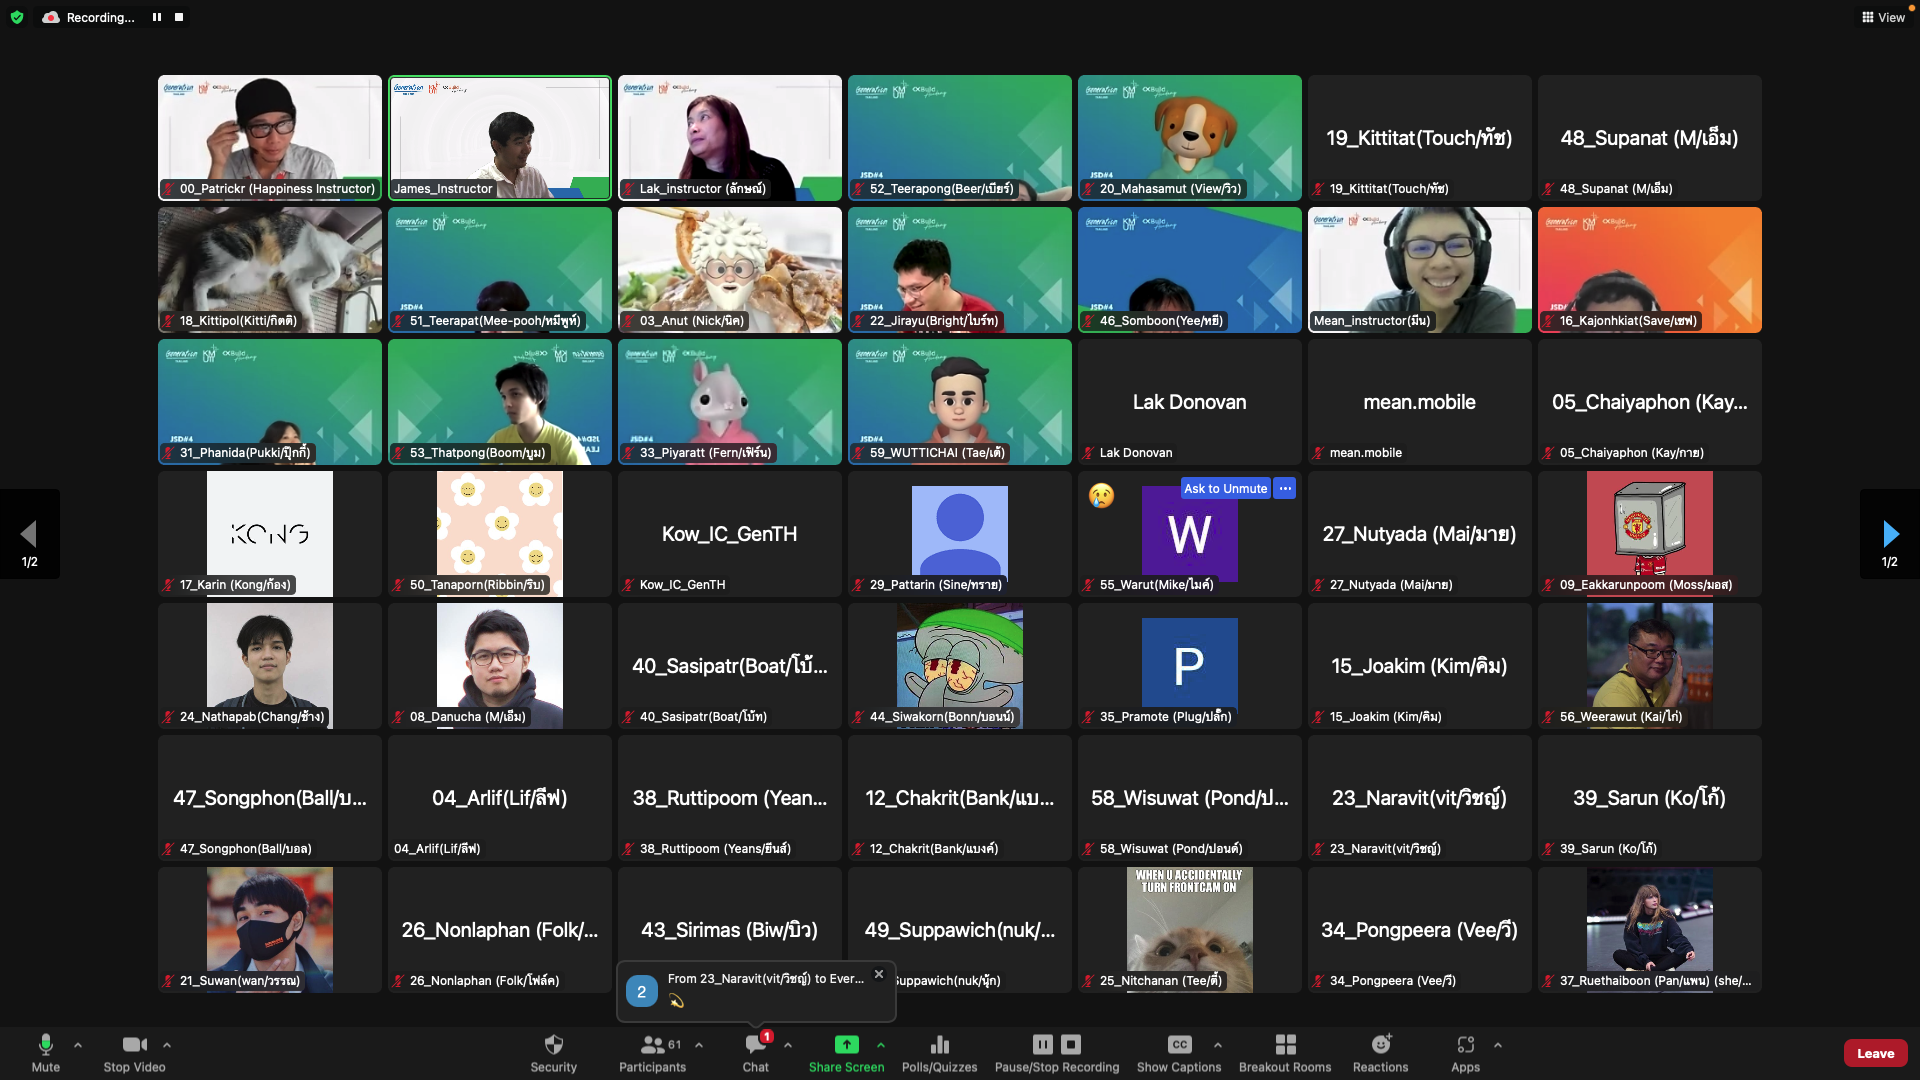 Recording...
View
00_Patrickr (Happiness Instructor)
James_Instructor
Lak_instructor (ลักษณ์)
JSD#4
52_Teerapong(Beer/เบียร์)
JSD#4
20_Mahasamut (View/วิว)
19_Kittitat(Touch/ทัช)
19_Kittitat(Touch/ทัช)
48_Supanat (M/เอ็ม)
48_Supanat (M/เอ็ม)
18_Kittipol(Kitti/กิตติ)
JSD#4
51_Teerapat(Mee-pooh/หมีพูห์)
03_Anut (Nick/นิค)
JSD#4
22_Jirayu(Bright/ไบร์ท)
46_Somboon(Yee/หยี)
Mean_instructor(มีน)
16_Kajonhkiat(Save/เซฟ)
JSD#4
31_Phanida(Pukki/ปุ๊กกี้)
53_Thatpong(Boom/บูม)
JSD#4
33_Piyaratt (Fern/เฟิร์น)
JSD#4
59_WUTTICHAI (Tae/เต้)
Lak Donovan
Lak Donovan
mean.mobile
mean.mobile
05_Chaiyaphon (Kay...
05_Chaiyaphon (Kay/กาย)
KONG
17_Karin (Kong/ก้อง)
50_Tanaporn(Ribbin/ริบ)
Kow_IC_GenTH
Kow_IC_GenTH
29_Pattarin (Sine/ทราย)
Ask to Unmute
W
55_Warut(Mike/ไมค์)
27_Nutyada (Mai/มาย)
27_Nutyada (Mai/มาย)
09_Eakkarunpoom (Moss/มอส)
1/2
1/2
24_Nathapab(Chang/ช้าง)
08_Danucha (M/เอ็ม)
40_Sasipatr(Boat/โบ้...
40_Sasipatr(Boat/โบ้ท)
44_Siwakorn(Bonn/บอนน์)
P
35_Pramote (Plug/ปลั๊ก)
15_Joakim (Kim/คิม)
15_Joakim (Kim/คิม)
56_Weerawut (Kai/ไก่)
47_Songphon(Ball/บ...
47_Songphon(Ball/บอล)
04_Arlif(Lif/ลีฟ)
04_Arlif(Lif/ลีฟ)
38_Ruttipoom (Yean...
38_Ruttipoom (Yeans/ยีนส์)
12_Chakrit(Bank/แบ...
12_Chakrit(Bank/แบงค์)
58_Wisuwat (Pond/ป...
58_Wisuwat (Pond/ปอนด์)
23_Naravit(vit/วิชญ์)
23_Naravit(vit/วิชญ์)
39_Sarun (Ko/โก้)
39_Sarun (Ko/โก้)
21_Suwan(wan/วรรณ)
26_Nonlaphan (Folk/...
26_Nonlaphan (Folk/โฟล์ค)
43_Sirimas (Biw/บิว)
49_Suppawich(nuk/...
Suppawich(nuk/นุ้ก)
WHEN U ACCIDENTALLY
TURN FRONTCAM ON
25_Nitchanan (Tee/ตี้)
34_Pongpeera (Vee/วี)
34_Pongpeera (Vee/วี)
37_Ruethaiboon (Pan/แพน) (she/...
2
From 23_Naravit(vit/วิชญ์) to Ever...
Mute
Stop Video
Security
61
Participants
1
Chat
Share Screen
Polls/Quizzes
Pause/Stop Recording
CC
Show Captions
Breakout Rooms
Reactions
Apps
Leave